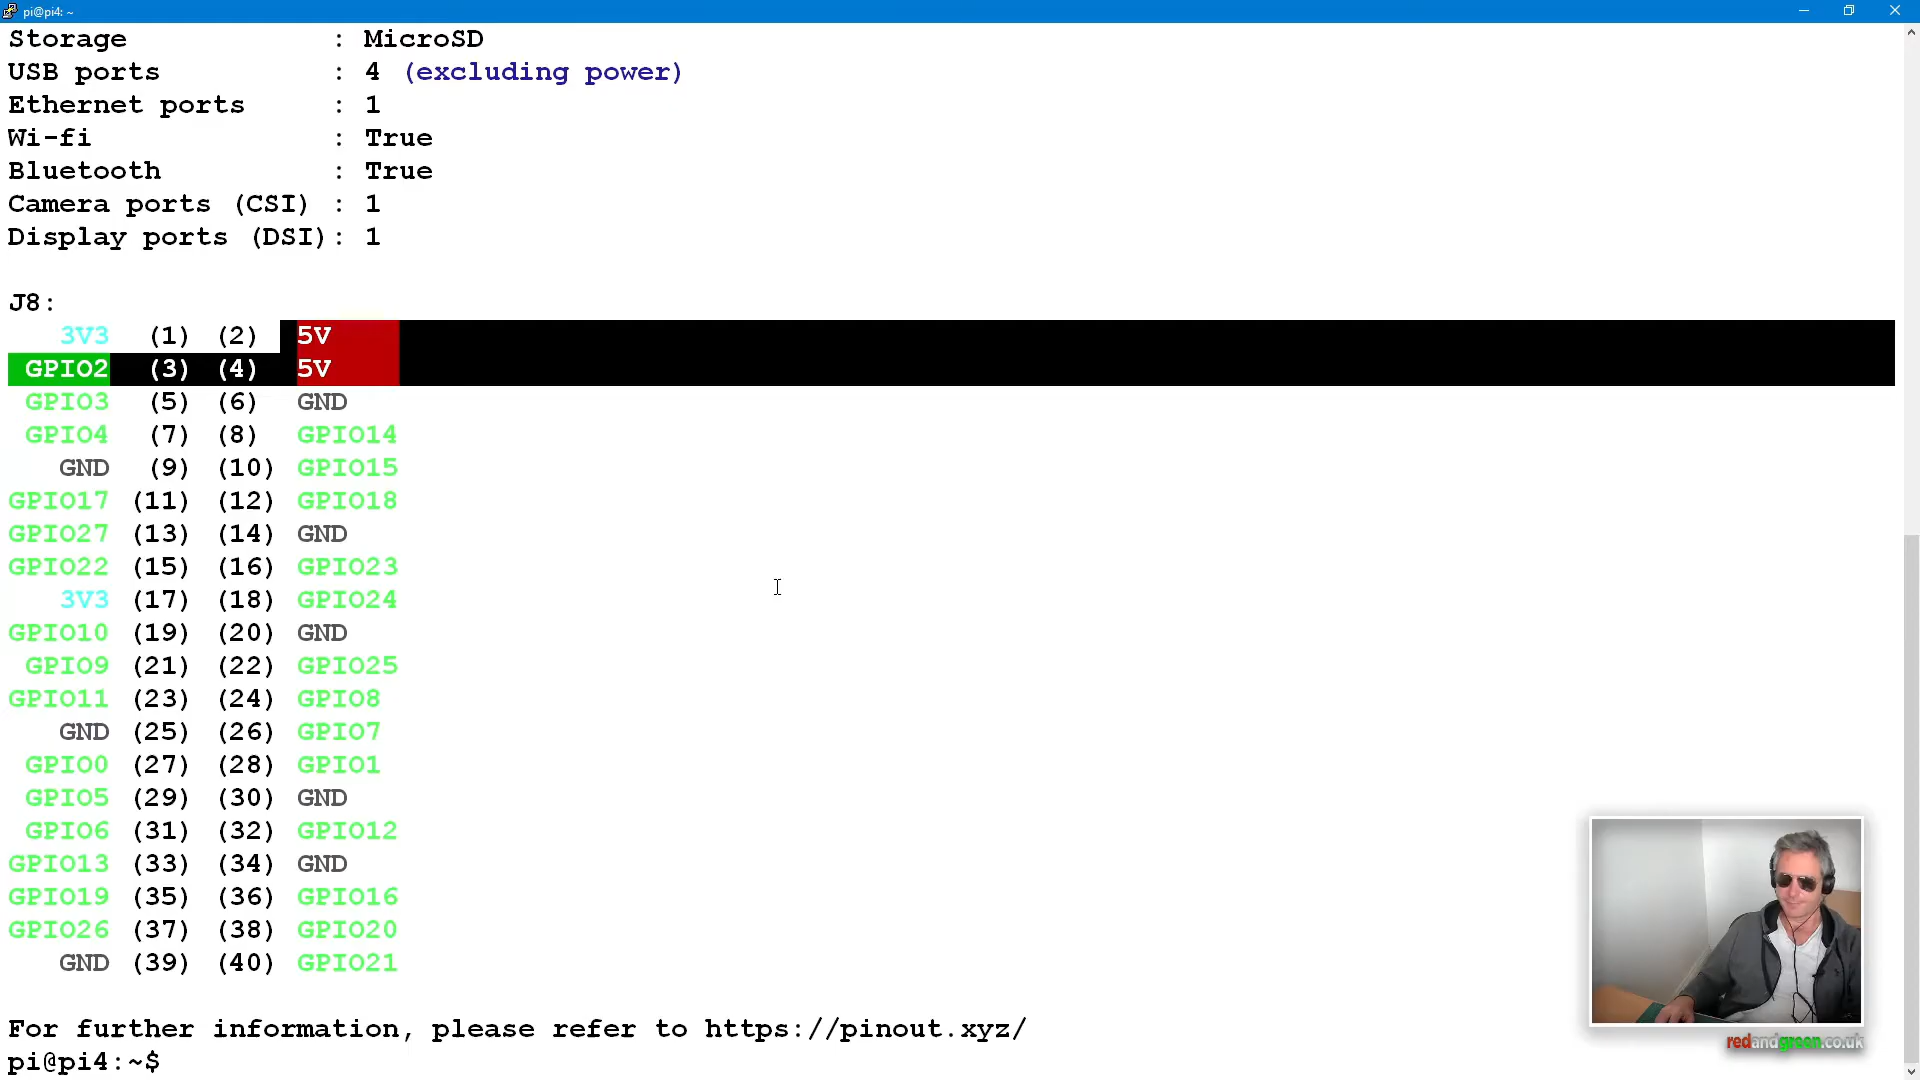 pi@pi4: ~
Storage : MicroSD
USB ports : 4 (excluding power)
Ethernet ports : 1
Wi-fi : True
Bluetooth : True
Camera ports (CSI) : 1
Display ports (DSI): 1
J8:
3V3 (1) (2) 5V
GPIO2 (3) (4) 5V
GPIO3 (5) (6) GND
GPIO4 (7) (8) GPIO14
GND (9) (10) GPIO15
GPIO17 (11) (12) GPIO18
GPIO27 (13) (14) GND
GPIO22 (15) (16) GPIO23
3V3 (17) (18) GPIO24
GPIO10 (19) (20) GND
GPIO9 (21) (22) GPIO25
GPIO11 (23) (24) GPIO8
GND (25) (26) GPIO7
GPIO0 (27) (28) GPIO1
GPIO5 (29) (30) GND
GPIO6 (31) (32) GPIO12
GPIO13 (33) (34) GND
GPIO19 (35) (36) GPIO16
GPIO26 (37) (38) GPIO20
GND (39) (40) GPIO21
For further information, please refer to https://pinout.xyz/
pi@pi4:~$
redandgreen.co.uk